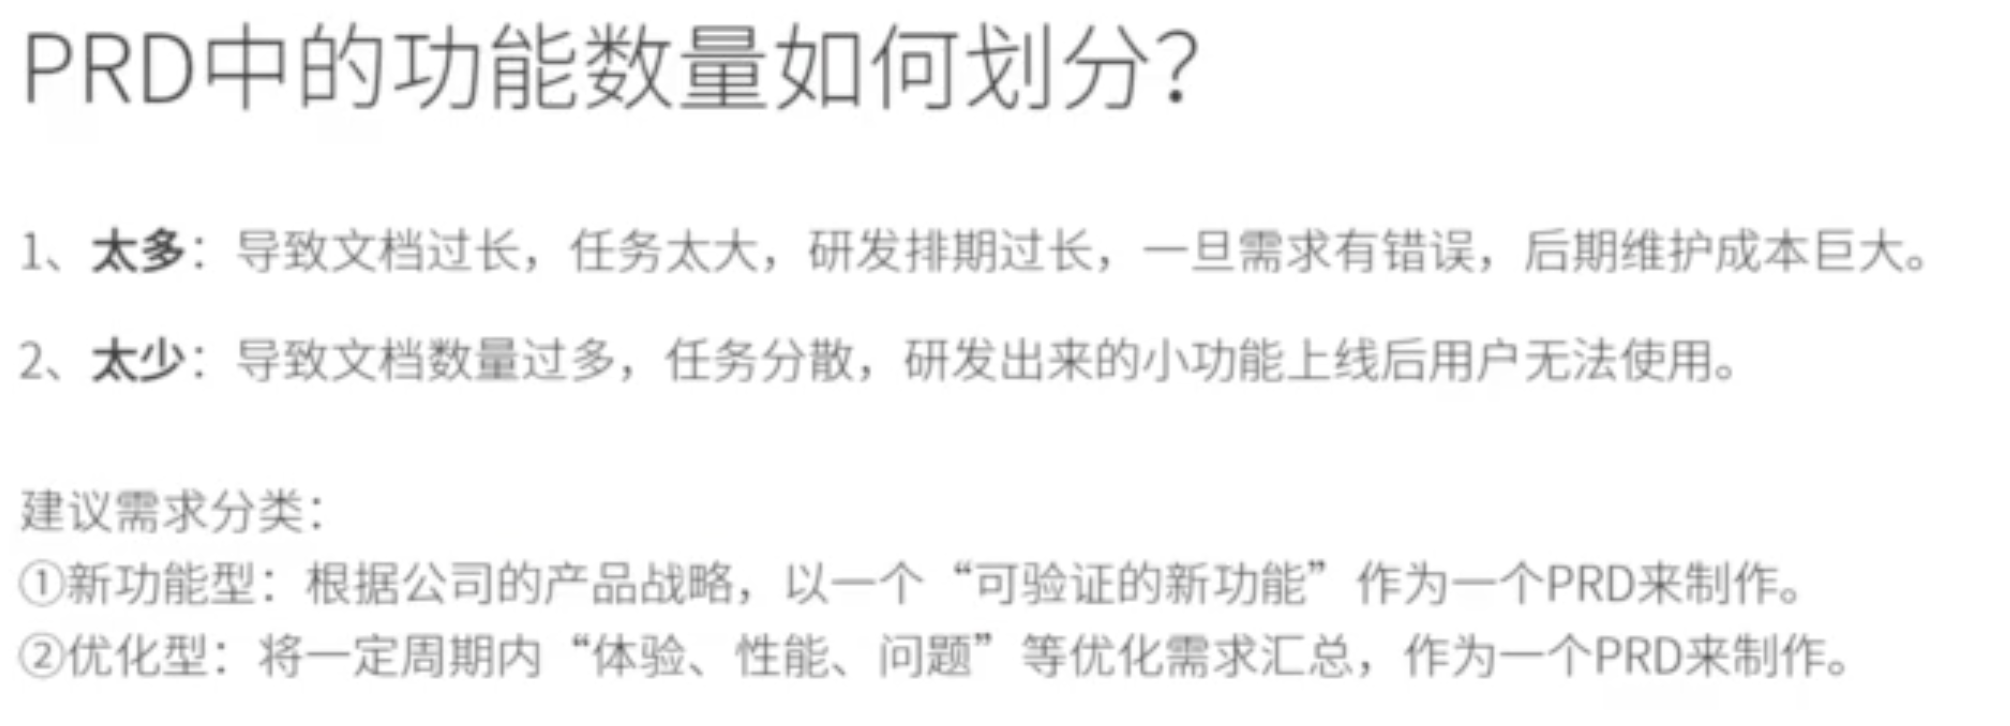 PRD中的功能数量如何划分？
1、太多：导致文档过长，任务太大，研发排期过长，一旦需求有错误，后期维护成本巨大。
2、太少：导致文档数量过多，任务分散，研发出来的小功能上线后用户无法使用。
建议需求分类：
①新功能型：根据公司的产品战略，以一个“可验证的新功能”作为一个PRD来制作。
②优化型：将一定周期内“体验、性能、问题”等优化需求汇总，作为一个PRD来制作。